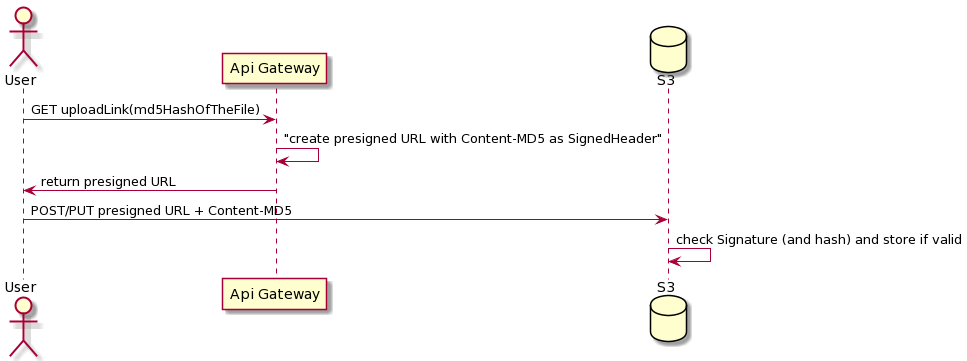 User
Api Gateway
S3
GET uploadLink(md5HashOfTheFile)
"create presigned URL with Content-MD5 as SignedHeader"
return presigned URL
POST/PUT presigned URL + Content-MD5
check Signature (and hash) and store if valid
User
Api Gateway
S3